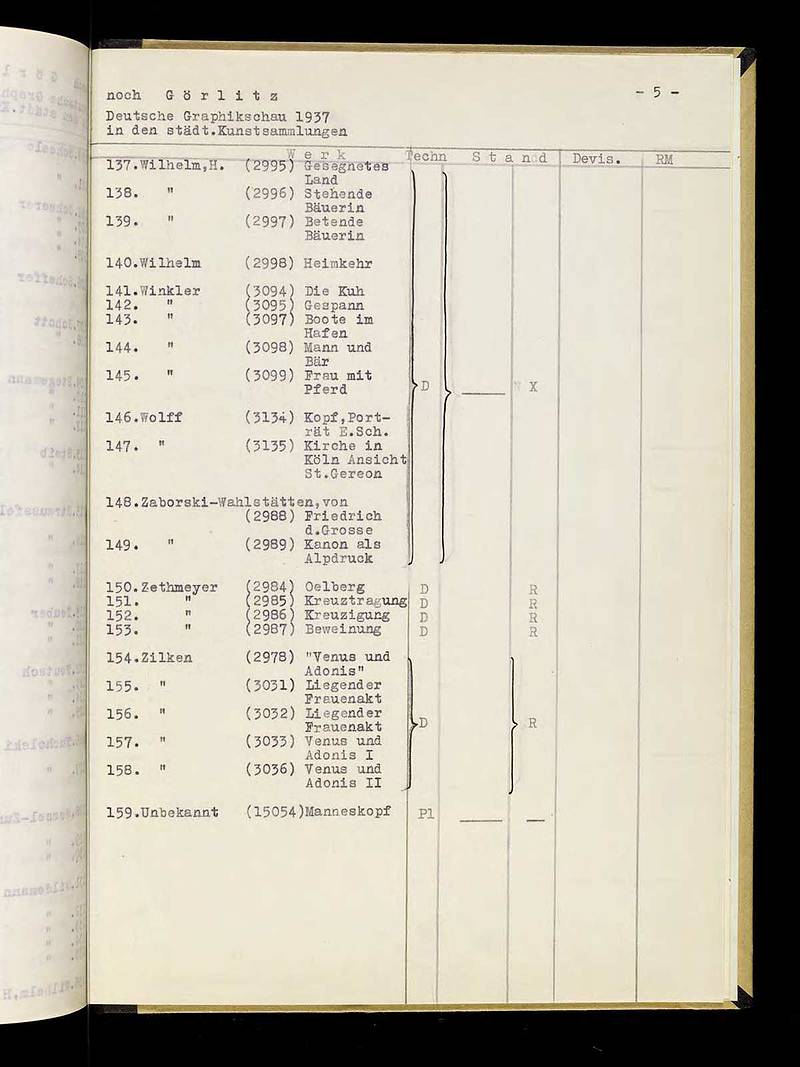 noch G ö r l i t z - 5 -
Deutsche Graphikschau 1937
in den städt.Kunstsammlungen
W e r k Techn S t a n d Devis. RM
137.Wilhelm,H. (2995) Gesegnetes
Land
138. " (2996) Stehende
Bäuerin
139. " (2997) Betende
Bäuerin
140.Wilhelm (2998) Heimkehr
141.Winkler (3094) Die Kuh
142. " (3095) Gespann
143. " (3097) Boote im
Hafen
144. " (3098) Mann und
Bär
145. " (3099) Frau mit
Pferd D X
146.Wolff (3134) Kopf,Port-
rät E.Sch.
147. " (3135) Kirche in
Köln Ansicht
St.Gereon
148.Zaborski-Wahlstätten,von
(2988) Friedrich
d.Grosse
149. " (2989) Kanon als
Alpdruck
150.Zethmeyer (2984) Oelberg D R
151. " (2985) Kreuztragung D R
152. " (2986) Kreuzigung D R
153. " (2987) Beweinung D R
154.Zilken (2978) "Venus und
Adonis"
155. " (3031) Liegender
Frauenakt
156. " (3032) Liegender
Frauenakt D R
157. " (3033) Venus und
Adonis I
158. " (3036) Venus und
Adonis II
159.Unbekannt (15054)Manneskopf Pl — —